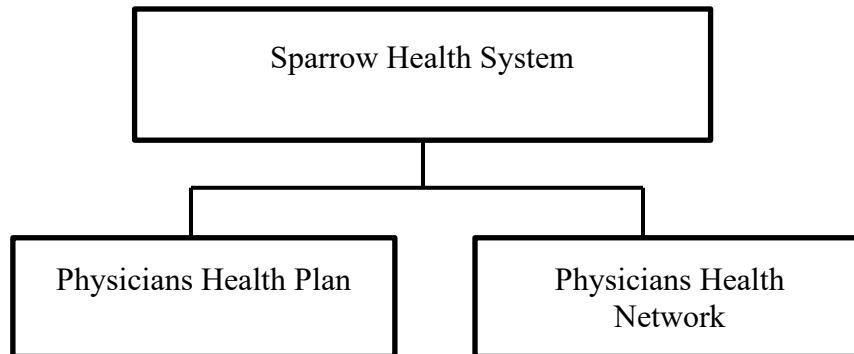 Sparrow Health System
Physicians Health Plan
Physicians Health
Network